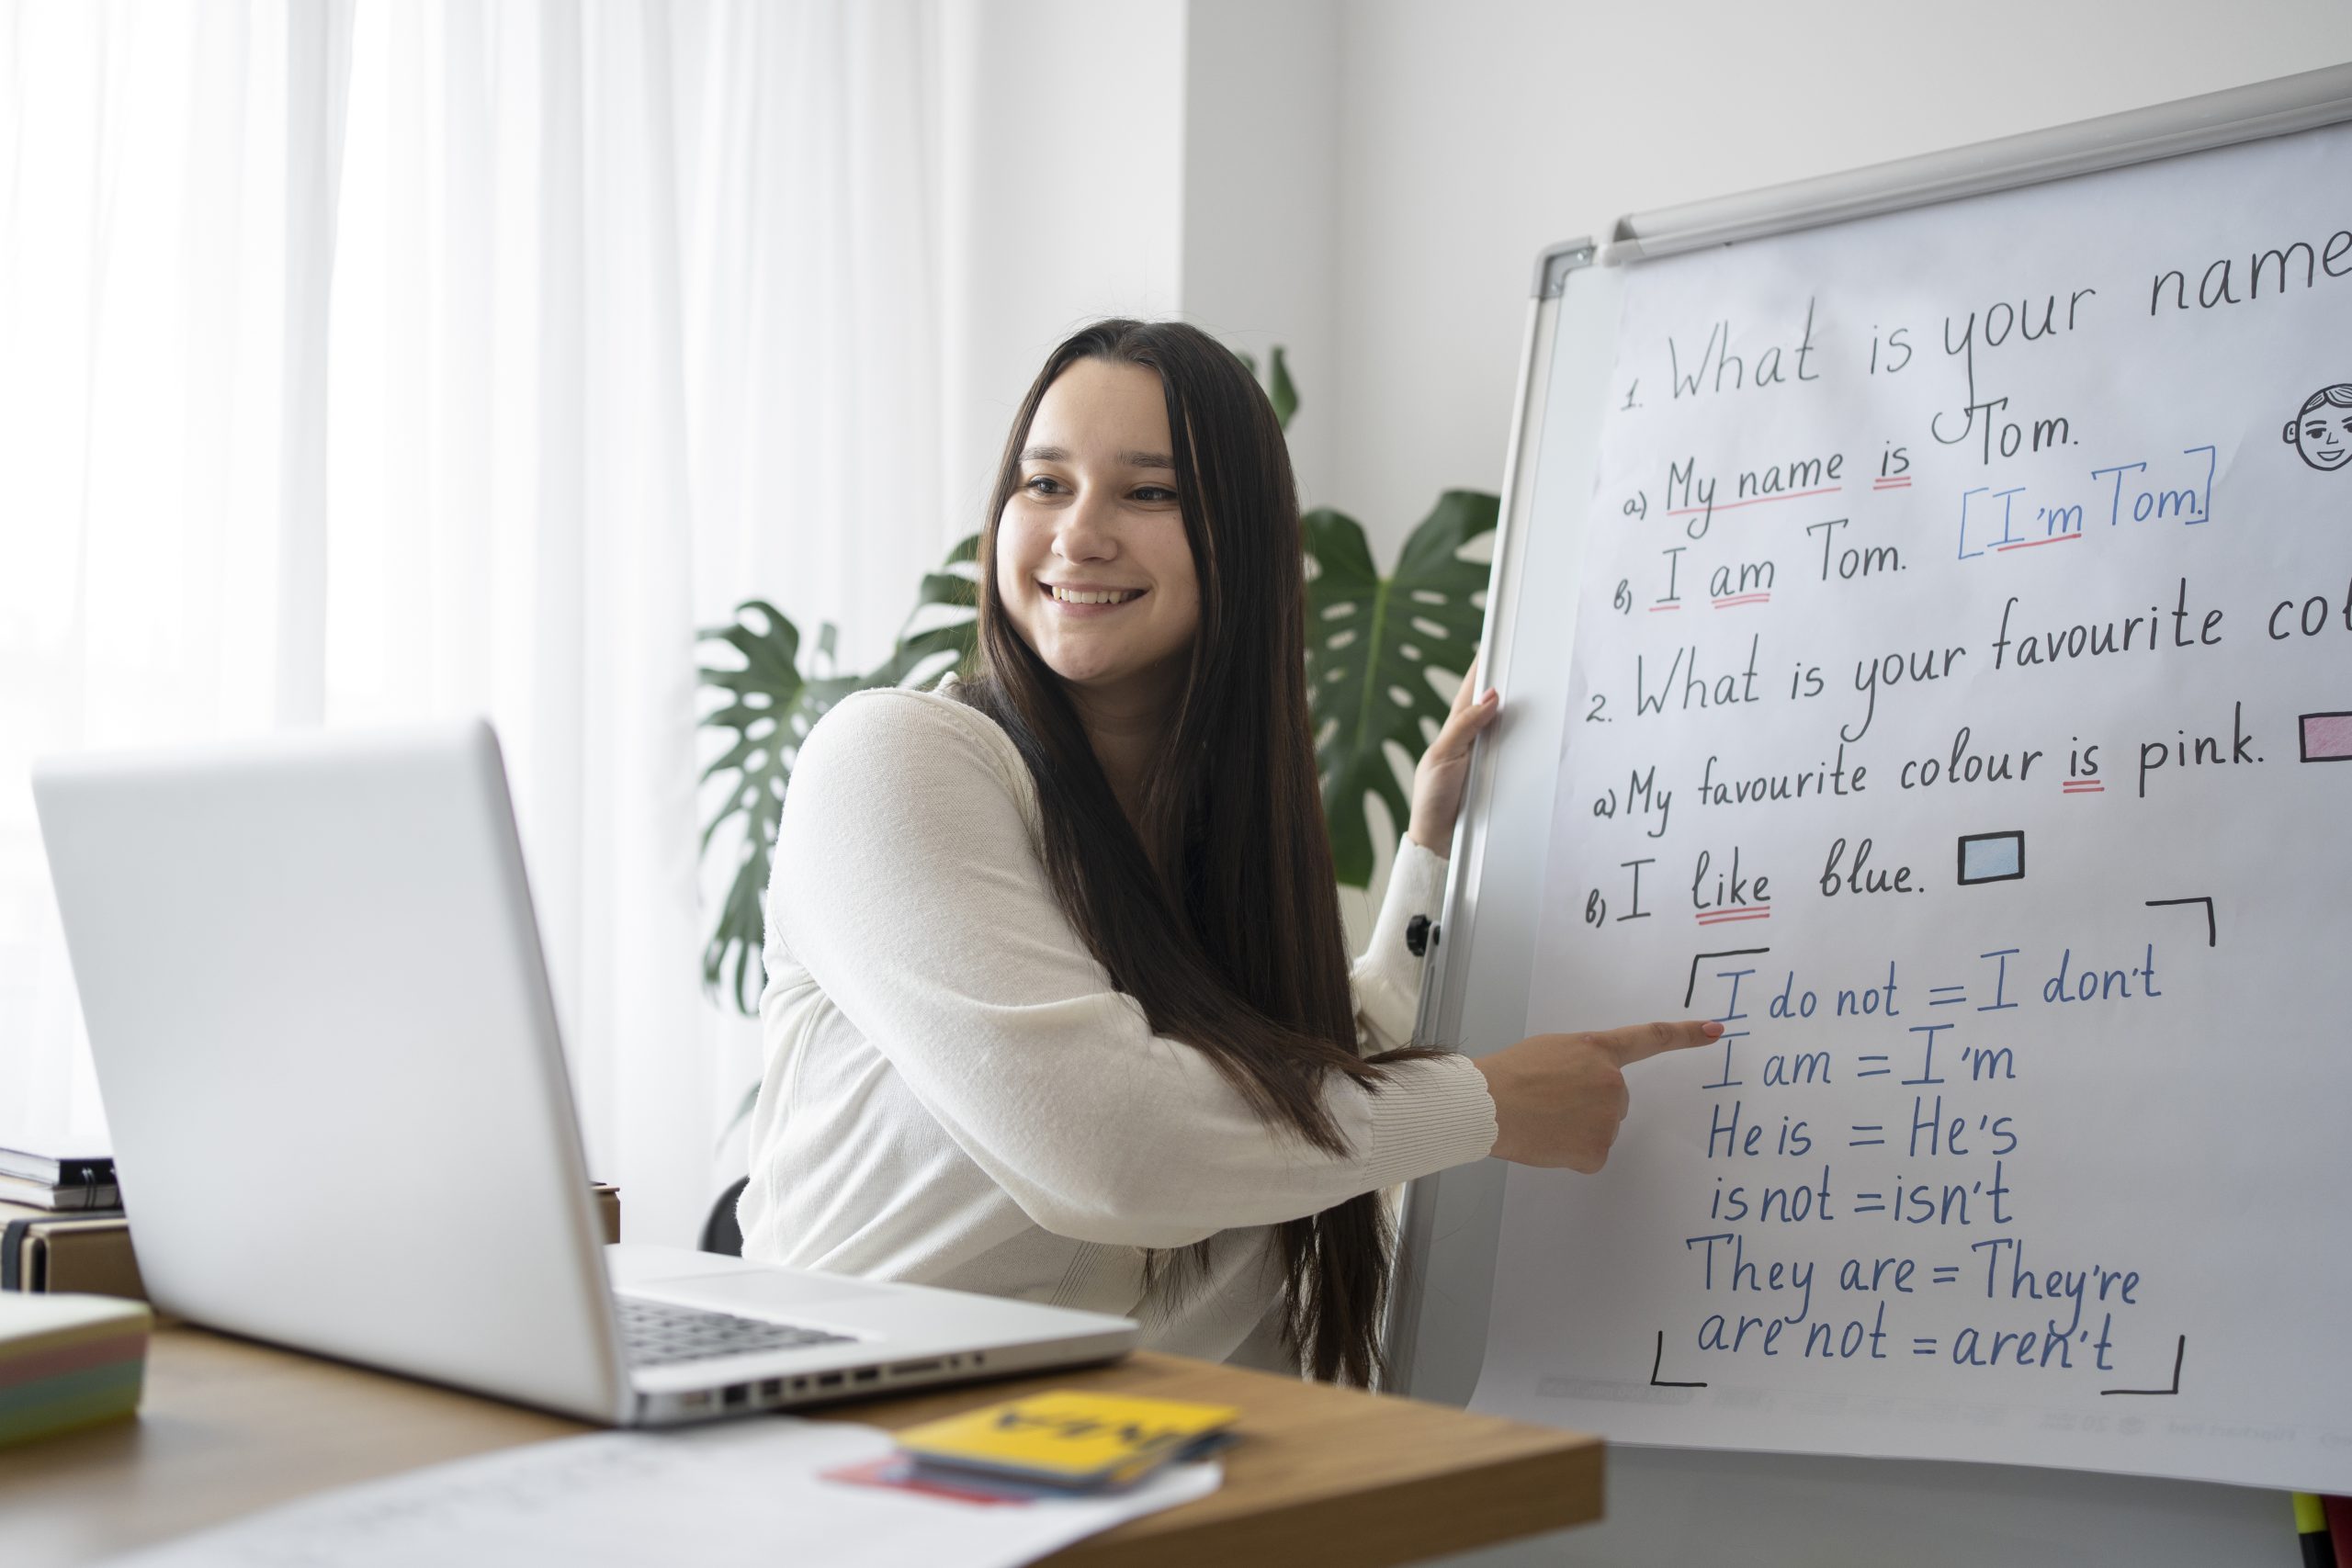 1. What is your name
a) My name is Tom.
b) I am Tom. [I'm Tom.]
2. What is your favourite
a) My favourite colour is pink.
b) I like blue.
I do not = I don't
I am = I'm
He is = He's
is not = isn't
They are = They're
are not = aren't